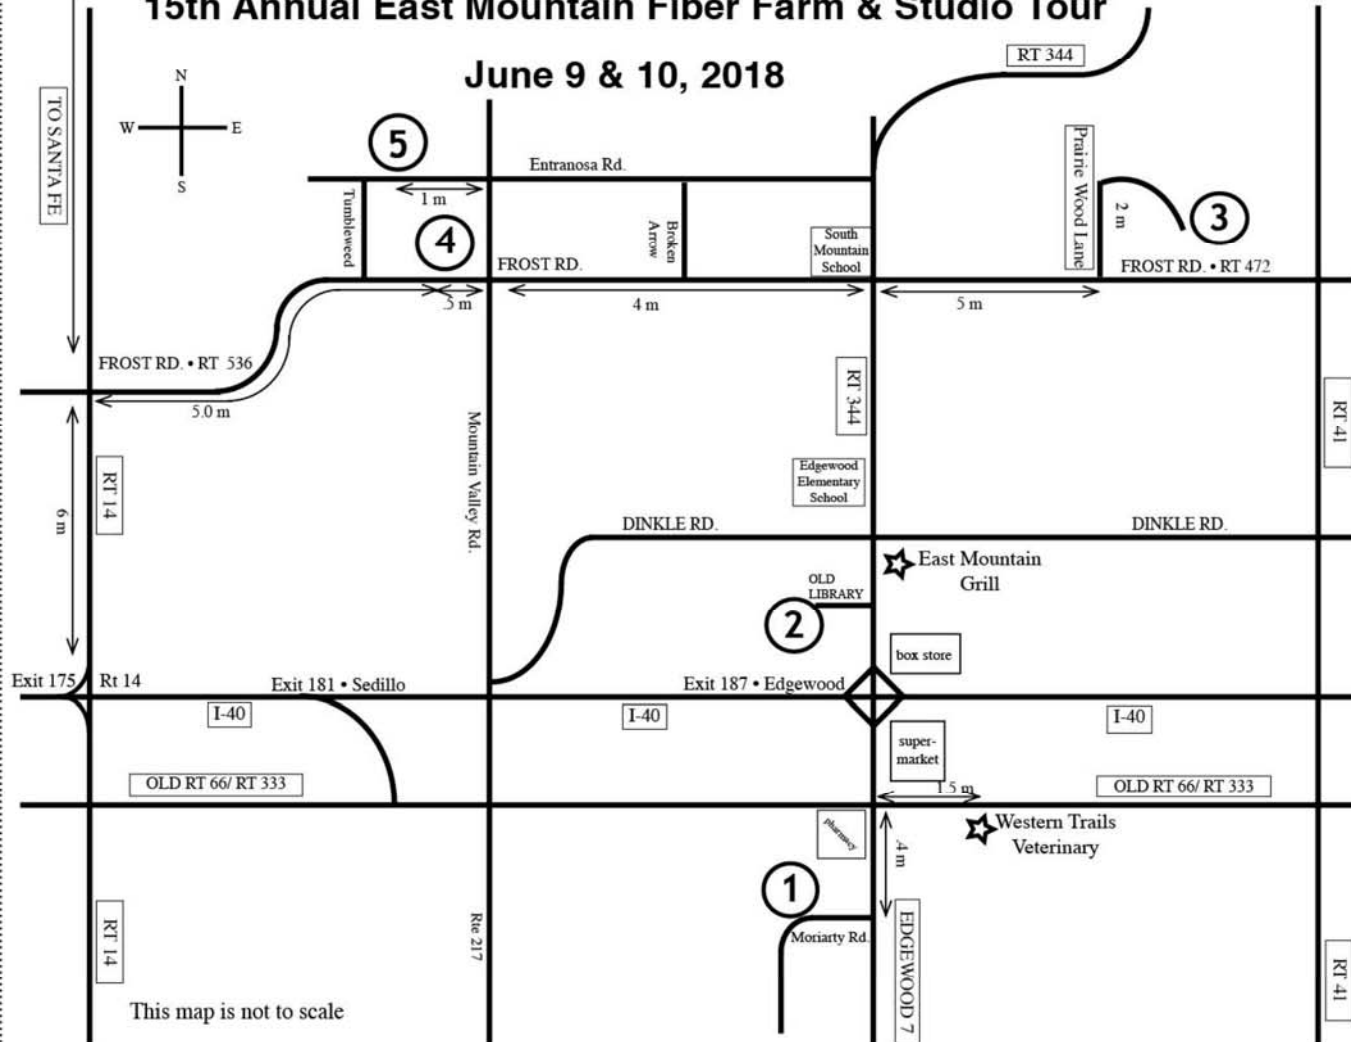 15th Annual East Mountain Fiber Farm & Studio Tour
June 9 & 10, 2018
RT 344
TO SANTA FE
N
W
E
S
5
Entranosa Rd.
1 m
Tumbleweed
4
Broken
Arrow
South
Mountain
School
Prairie Wood Lane
2 m
3
FROST RD.
FROST RD. • RT 472
.5 m
4 m
5 m
FROST RD. • RT 536
5.0 m
RT 344
RT 41
Mountain Valley Rd.
RT 14
6 m
Edgewood
Elementary
School
DINKLE RD.
DINKLE RD.
East Mountain
Grill
OLD
LIBRARY
2
box store
Exit 175
Rt 14
Exit 181 • Sedillo
Exit 187 • Edgewood
I-40
I-40
I-40
super-
market
OLD RT 66/ RT 333
1.5 m
OLD RT 66/ RT 333
pharmacy
Western Trails
Veterinary
.4 m
1
Moriarty Rd.
RT 14
Rte 217
EDGEWOOD 7
RT 41
This map is not to scale